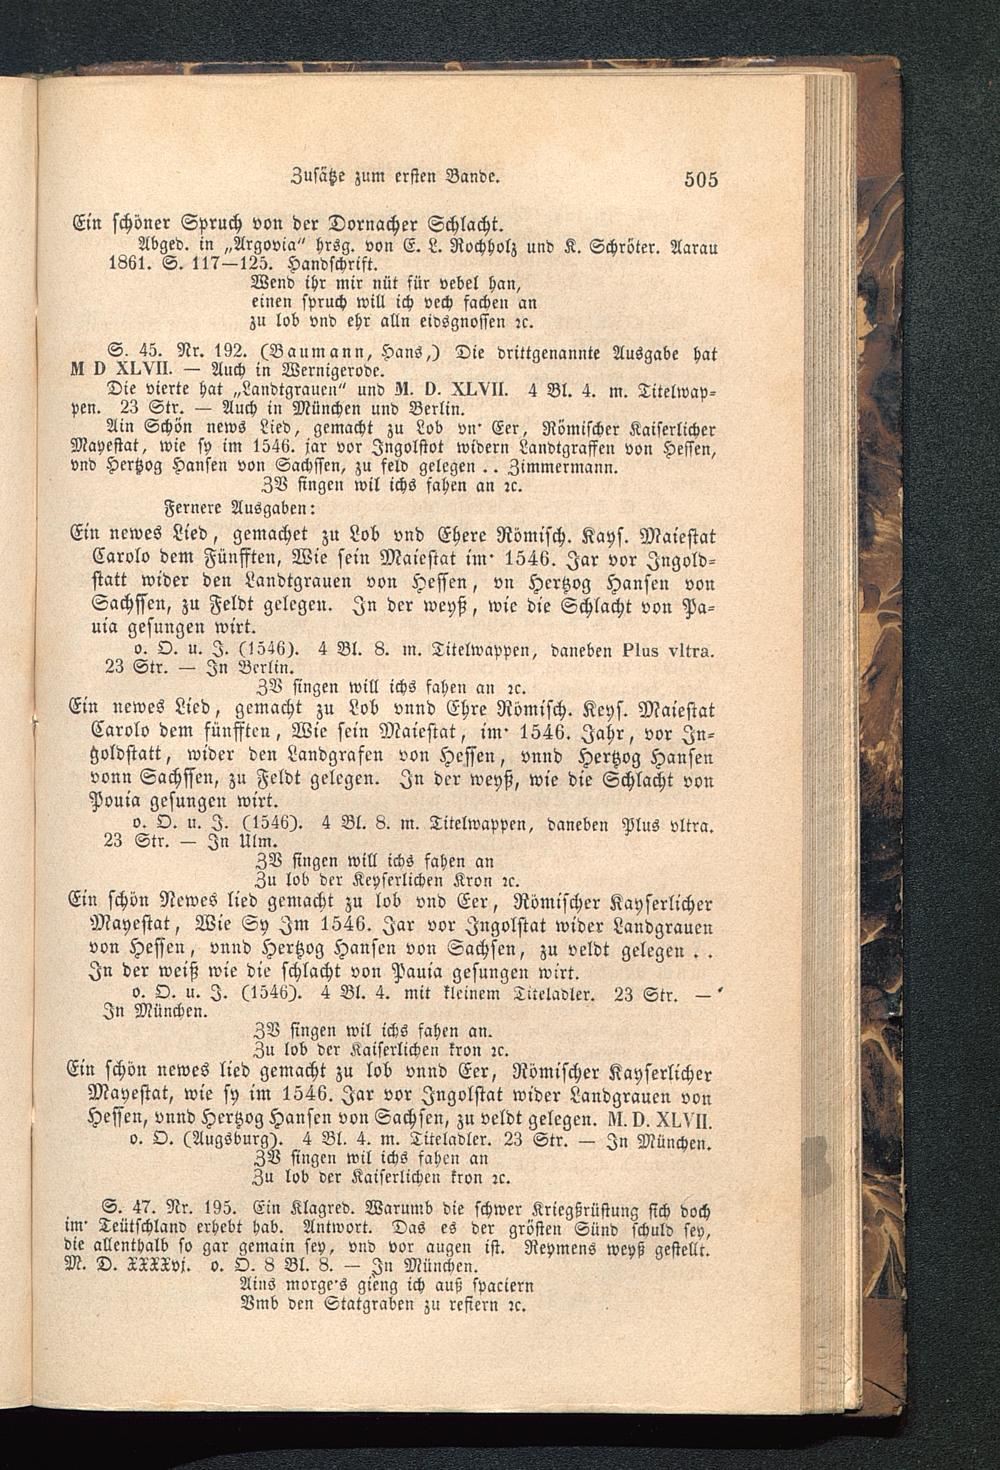 Zusätze zum ersten Bande. 505
Ein schöner Spruch von der Dornacher Schlacht.
Abged. in „Argovia“ hrsg. von E. L. Rochholz und K. Schröter. Aarau
1861. S. 117—125. Handschrift.
Wend ihr mir nüt für vebel han,
einen spruch will ich vech fachen an
zu lob vnd ehr alln eidsgnossen ꝛc.
S. 45. Nr. 192. (Baumann, Hans,) Die drittgenannte Ausgabe hat
M D XLVII. — Auch in Wernigerode.
Die vierte hat „Landtgrauen“ und M. D. XLVII. 4 Bl. 4. m. Titelwap-
pen. 23 Str. — Auch in München und Berlin.
Ain Schön news Lied, gemacht zu Lob vn· Eer, Römischer Kaiserlicher
Mayestat, wie sy im 1546. jar vor Ingolstot widern Landtgraffen von Hessen,
vnd Hertzog Hansen von Sachssen, zu feld gelegen . . Zimmermann.
ZV singen wil ichs fahen an ꝛc.
Fernere Ausgaben:
Ein newes Lied, gemachet zu Lob vnd Ehere Römisch. Kays. Maiestat
Carolo dem Fünfften, Wie sein Maiestat im· 1546. Jar vor Ingold-
statt wider den Landtgrauen von Hessen, vn Hertzog Hansen von
Sachssen, zu Feldt gelegen. In der weyß, wie die Schlacht von Pa-
uia gesungen wirt.
o. O. u. J. (1546). 4 Bl. 8. m. Titelwappen, daneben Plus vltra.
23 Str. — In Berlin.
ZV singen will ichs fahen an ꝛc.
Ein newes Lied, gemacht zu Lob vnnd Ehre Römisch. Keys. Maiestat
Carolo dem fünfften, Wie sein Maiestat, im· 1546. Jahr, vor In-
goldstatt, wider den Landgrafen von Hessen, vnnd Hertzog Hansen
vonn Sachssen, zu Feldt gelegen. In der weyß, wie die Schlacht von
Pouia gesungen wirt.
o. O. u. J. (1546). 4 Bl. 8. m. Titelwappen, daneben Plus vltra.
23 Str. — In Ulm.
ZV singen will ichs fahen an
Zu lob der Keyserlichen Kron ꝛc.
Ein schön Newes lied gemacht zu lob vnd Eer, Römischer Kayserlicher
Mayestat, Wie Sy Im 1546. Jar vor Ingolstat wider Landgrauen
von Hessen, vnnd Hertzog Hansen von Sachsen, zu veldt gelegen . .
In der weiß wie die schlacht von Pauia gesungen wirt.
o. O. u. J. (1546). 4 Bl. 4. mit kleinem Titeladler. 23 Str. —
In München.
ZV singen wil ichs fahen an.
Zu lob der Kaiserlichen kron ꝛc.
Ein schön newes lied gemacht zu lob vnnd Eer, Römischer Kayserlicher
Mayestat, wie sy im 1546. Jar vor Ingolstat wider Landgrauen von
Hessen, vnnd Hertzog Hansen von Sachsen, zu veldt gelegen. M. D. XLVII.
o. O. (Augsburg). 4 Bl. 4. m. Titeladler. 23 Str. — In München.
ZV singen wil ichs fahen an
Zu lob der Kaiserlichen kron ꝛc.
S. 47. Nr. 195. Ein Klagred. Warumb die schwer Kriegßrüstung sich doch
im· Teütschland erhebt hab. Antwort. Das es der grösten Sünd schuld sey,
die allenthalb so gar gemain sey, vnd vor augen ist. Reymens weyß gestellt.
M. D. XXXXvj. o. O. 8 Bl. 8. — In München.
Ains morge's gieng ich auß spaciern
Vmb den Statgraben zu refiern ꝛc.